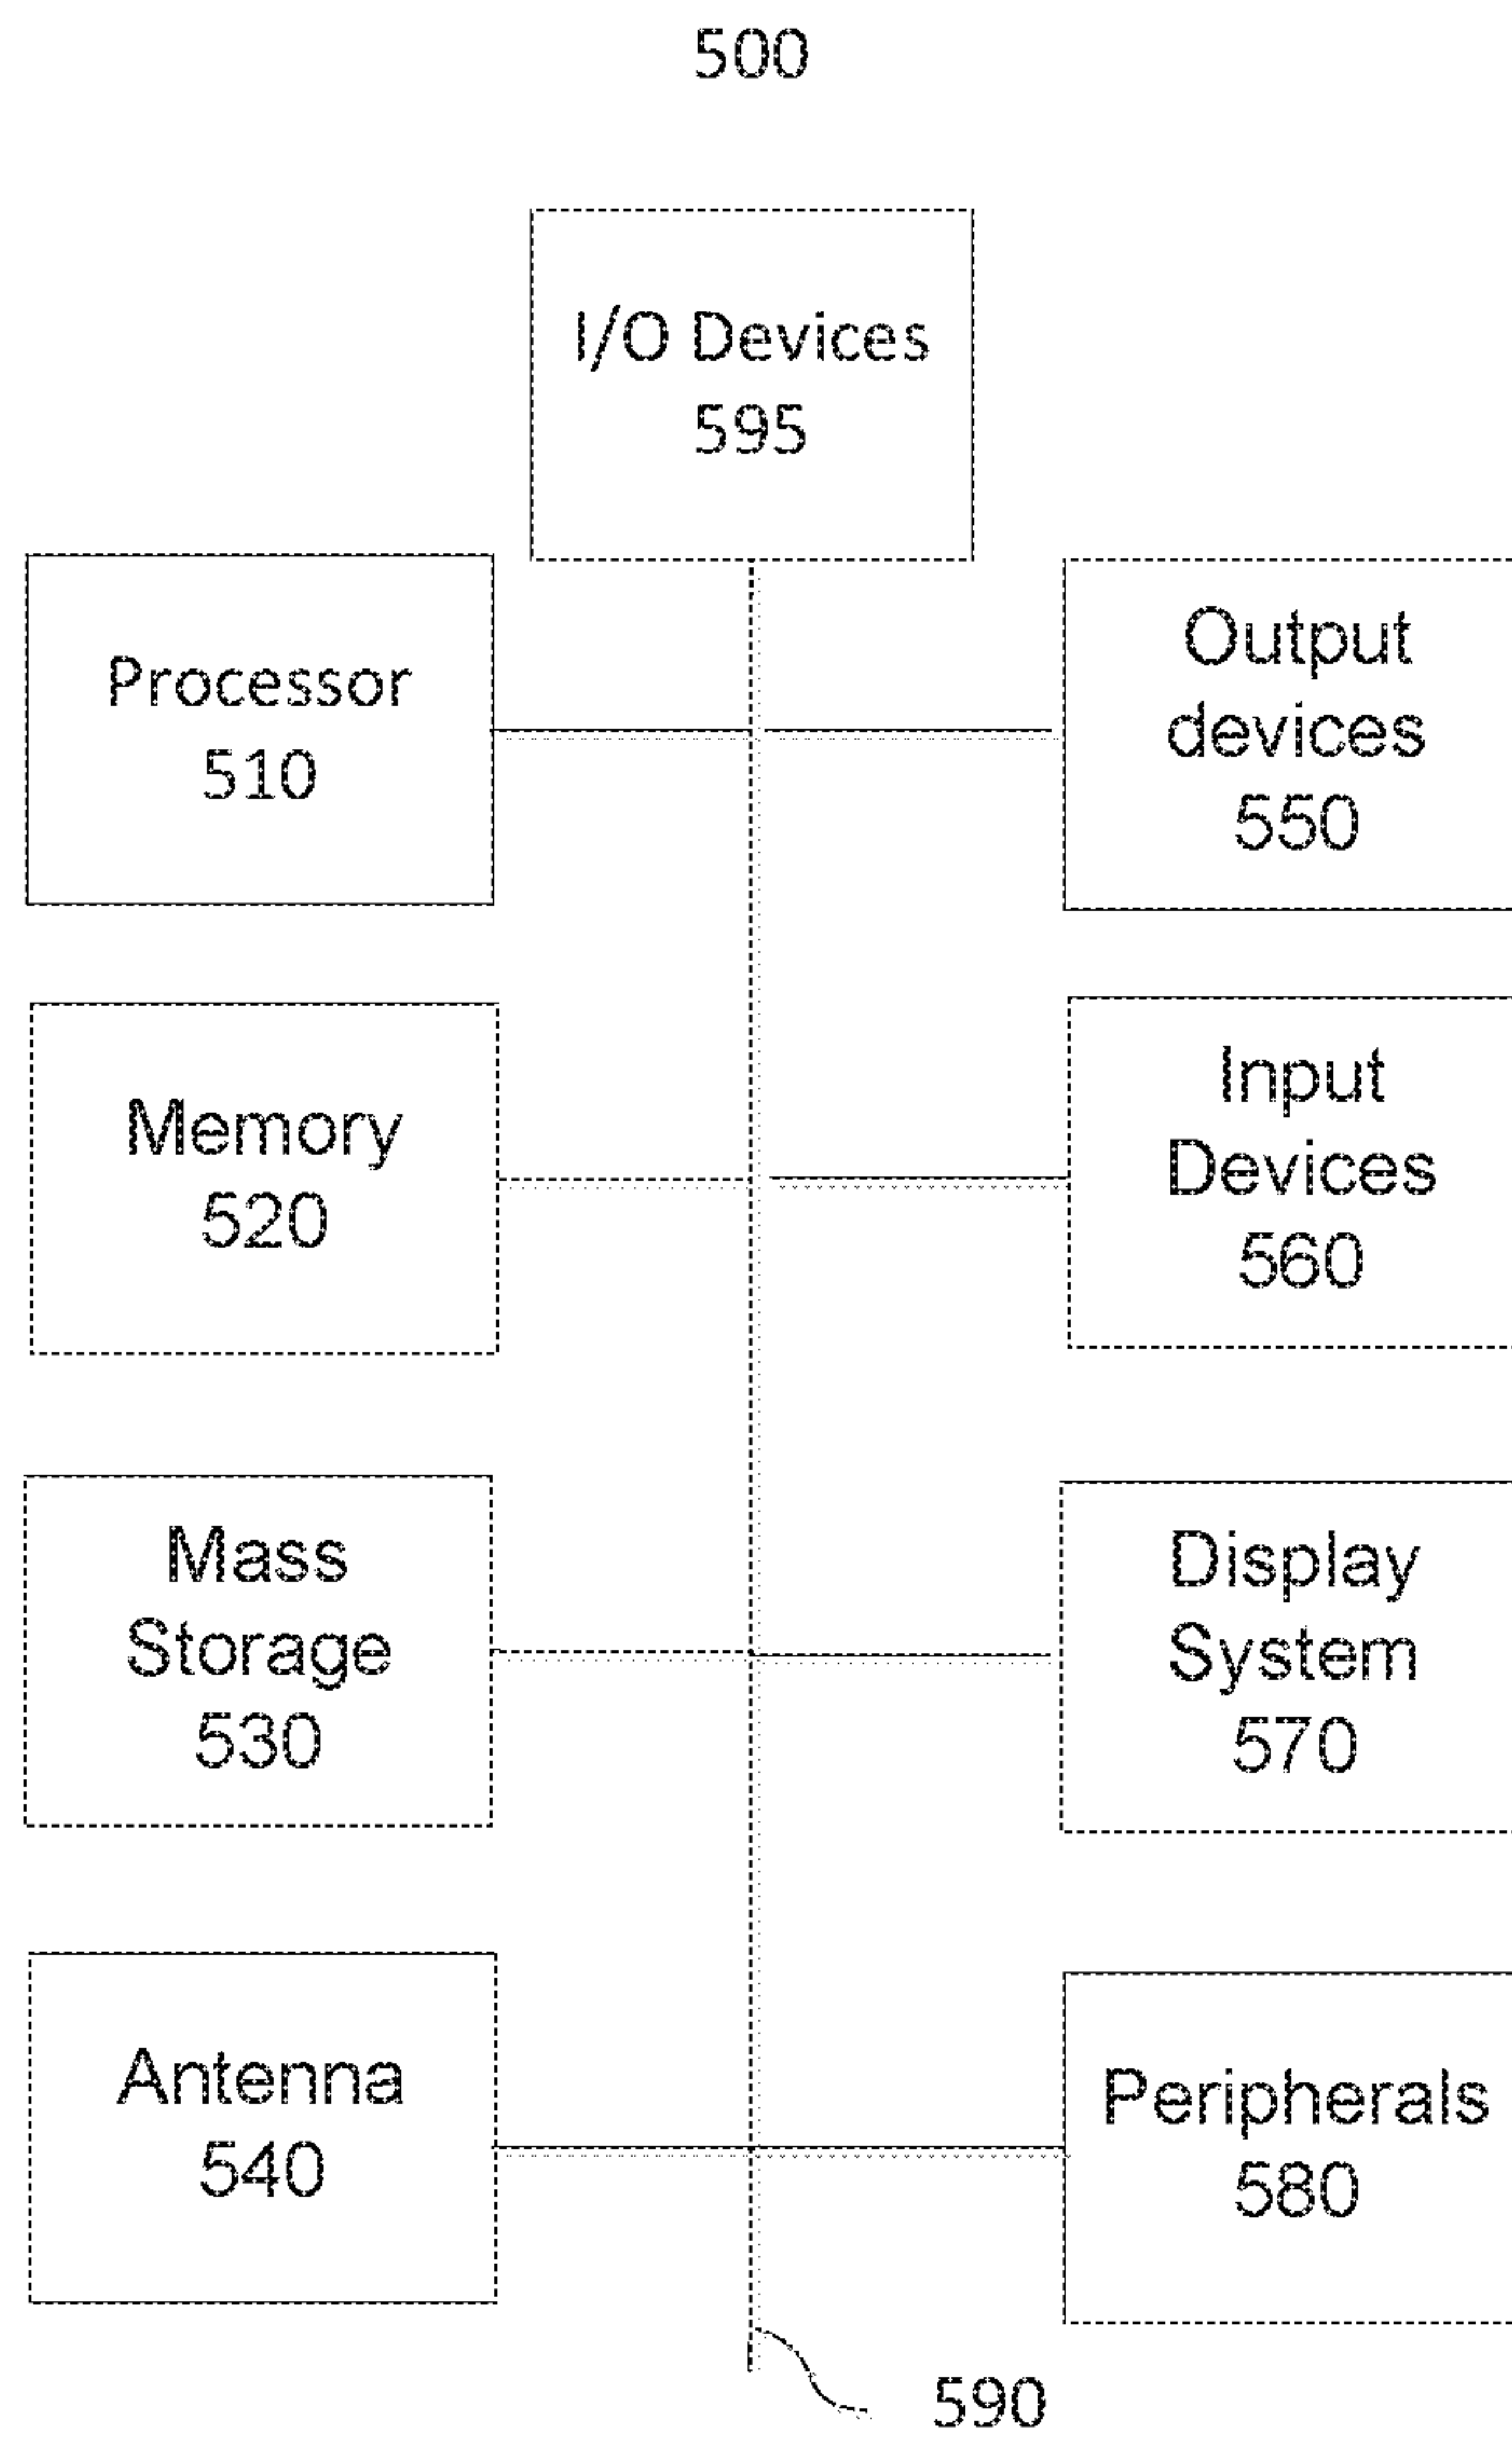 500
I/O Devices
595
Processor
510
Output
devices
550
Memory
520
Input
Devices
560
Mass
Storage
530
Display
System
570
Antenna
540
Peripherals
580
590